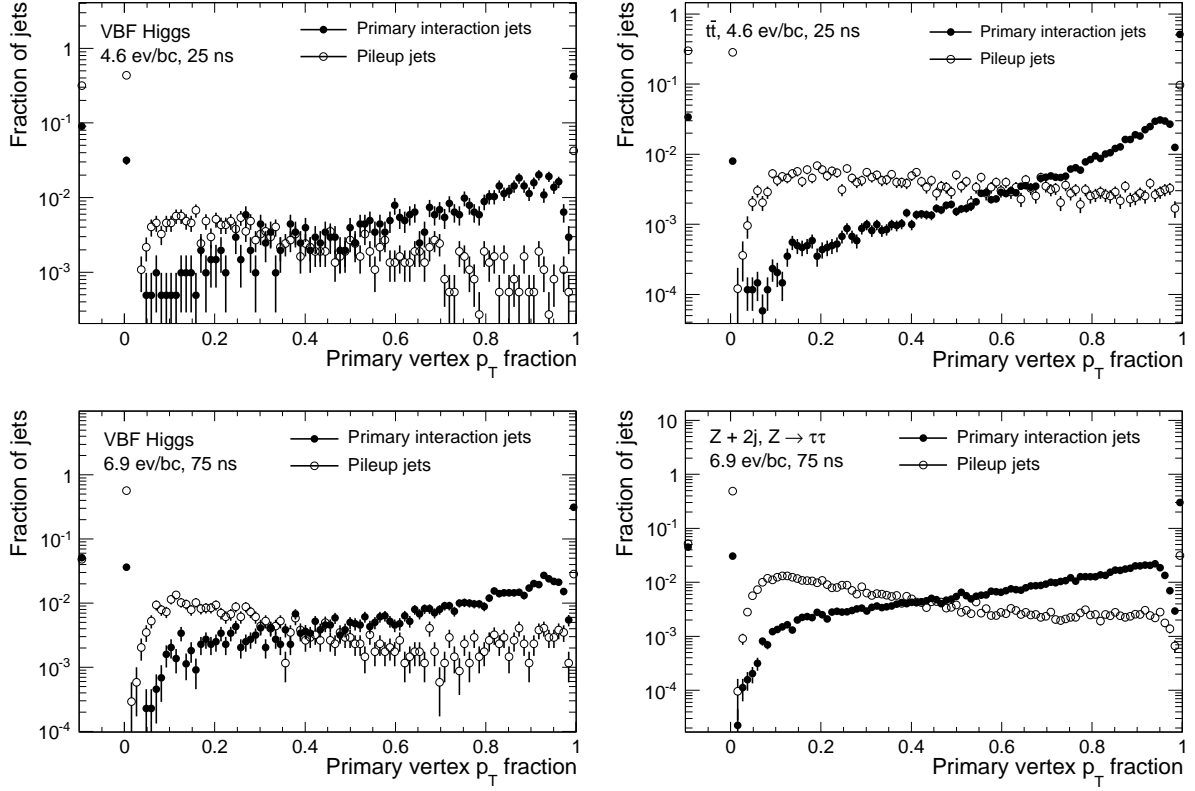 Fraction of jets
VBF Higgs
4.6 ev/bc, 25 ns
Primary interaction jets
Pileup jets
1
10⁻¹
10⁻²
10⁻³
0 0.2 0.4 0.6 0.8 1
Primary vertex p_T fraction
Fraction of jets
tt̄, 4.6 ev/bc, 25 ns
Primary interaction jets
Pileup jets
1
10⁻¹
10⁻²
10⁻³
10⁻⁴
0 0.2 0.4 0.6 0.8 1
Primary vertex p_T fraction
Fraction of jets
VBF Higgs
6.9 ev/bc, 75 ns
Primary interaction jets
Pileup jets
1
10⁻¹
10⁻²
10⁻³
10⁻⁴
0 0.2 0.4 0.6 0.8 1
Primary vertex p_T fraction
Fraction of jets
Z + 2j, Z → ττ
6.9 ev/bc, 75 ns
Primary interaction jets
Pileup jets
10
1
10⁻¹
10⁻²
10⁻³
10⁻⁴
0 0.2 0.4 0.6 0.8 1
Primary vertex p_T fraction